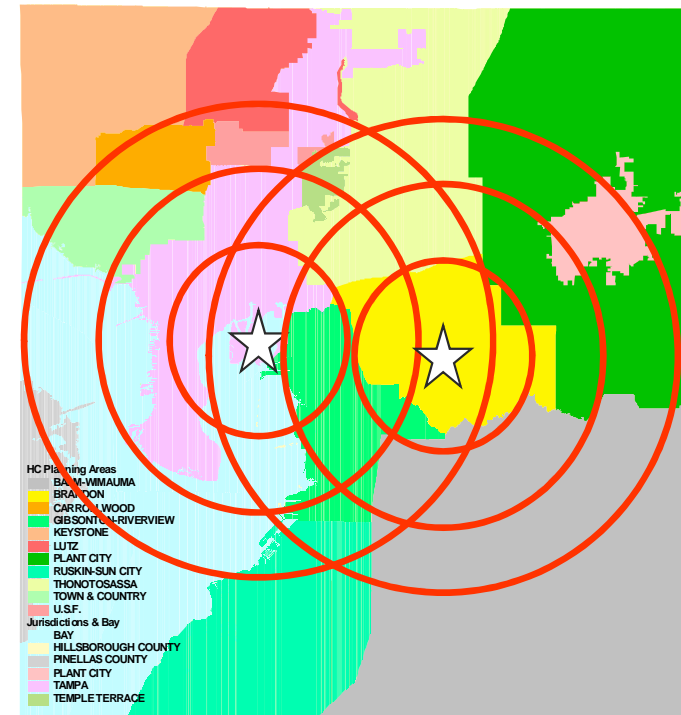 HC Planning Areas
BALM-WIMAUMA
BRANDON
CARROLLWOOD
GIBSONTON-RIVERVIEW
KEYSTONE
LUTZ
PLANT CITY
RUSKIN-SUN CITY
THONOTOSASSA
TOWN & COUNTRY
U.S.F.
Jurisdictions & Bay
BAY
HILLSBOROUGH COUNTY
PINELLAS COUNTY
PLANT CITY
TAMPA
TEMPLE TERRACE